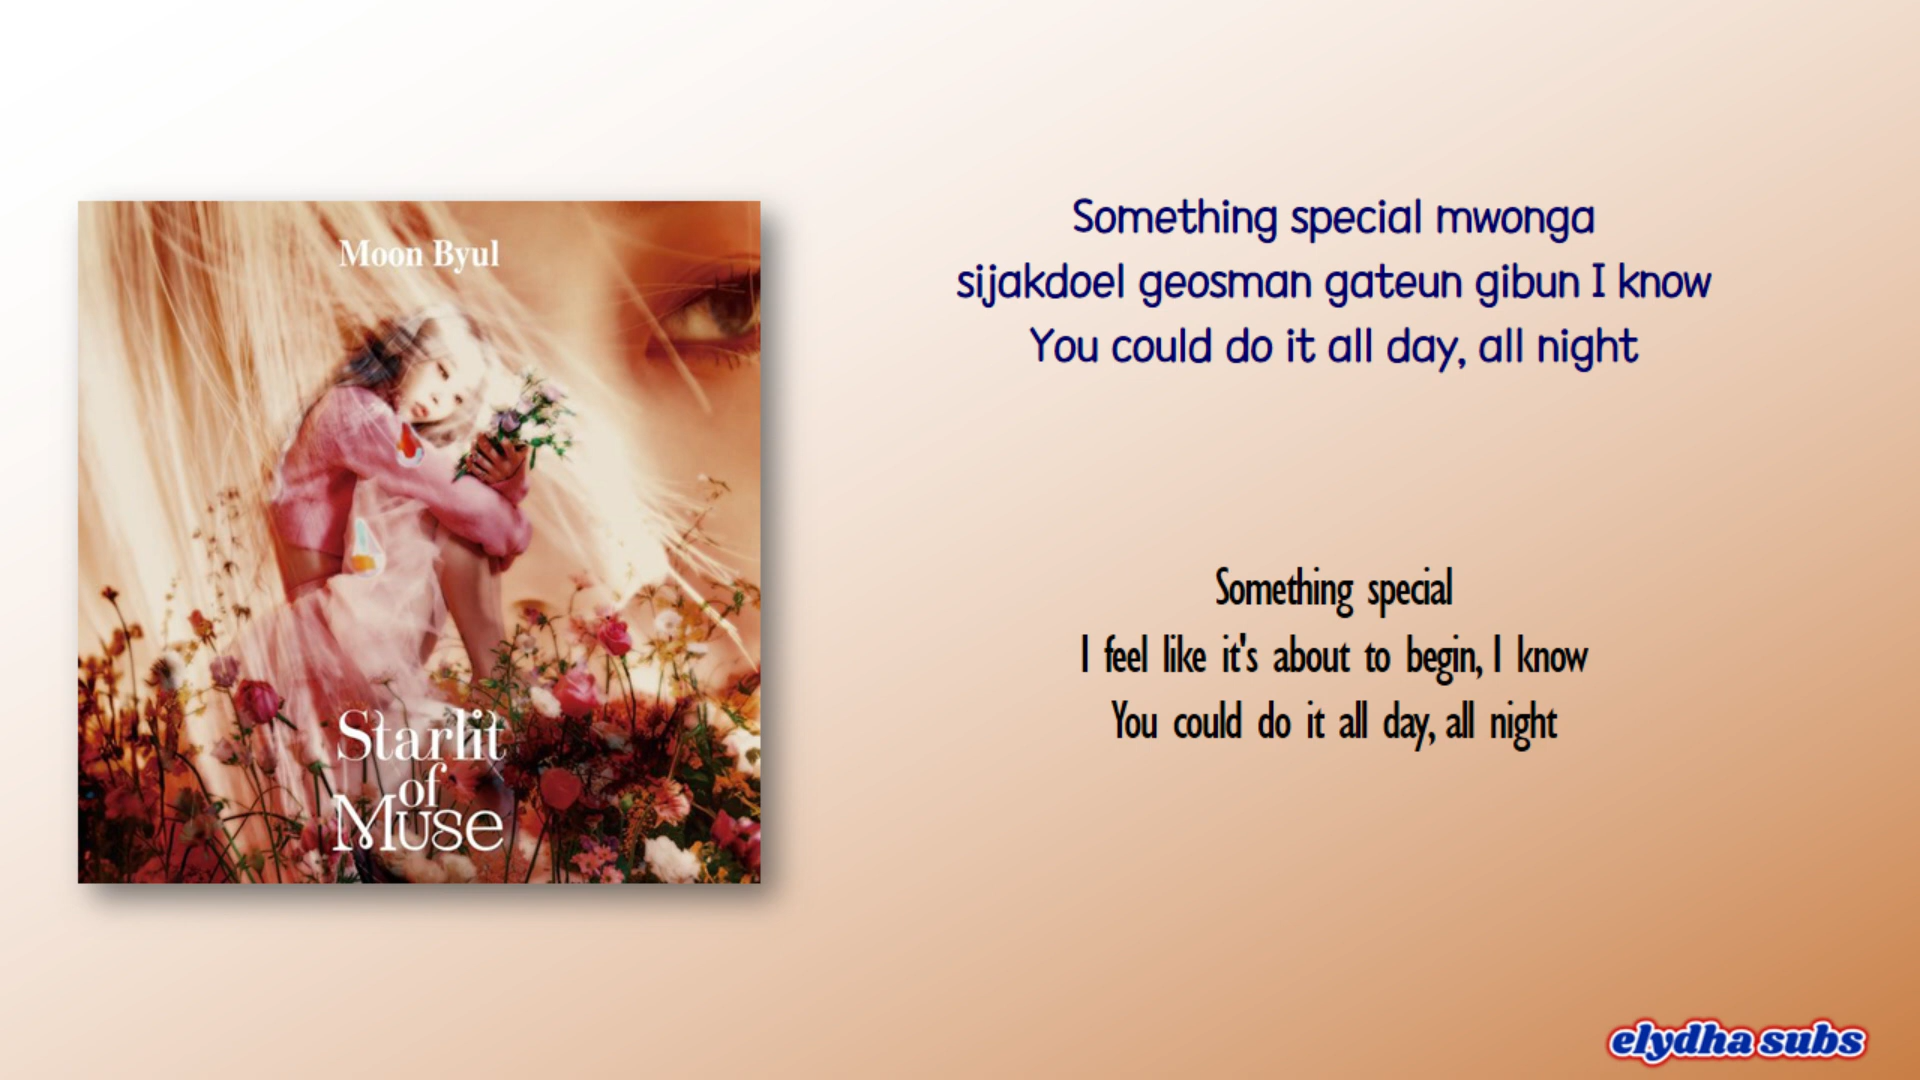 Moon Byul
Starlit
of
Muse
Something special mwonga
sijakdoel geosman gateun gibun I know
You could do it all day, all night
Something special
I feel like it's about to begin, I know
You could do it all day, all night
elydha subs